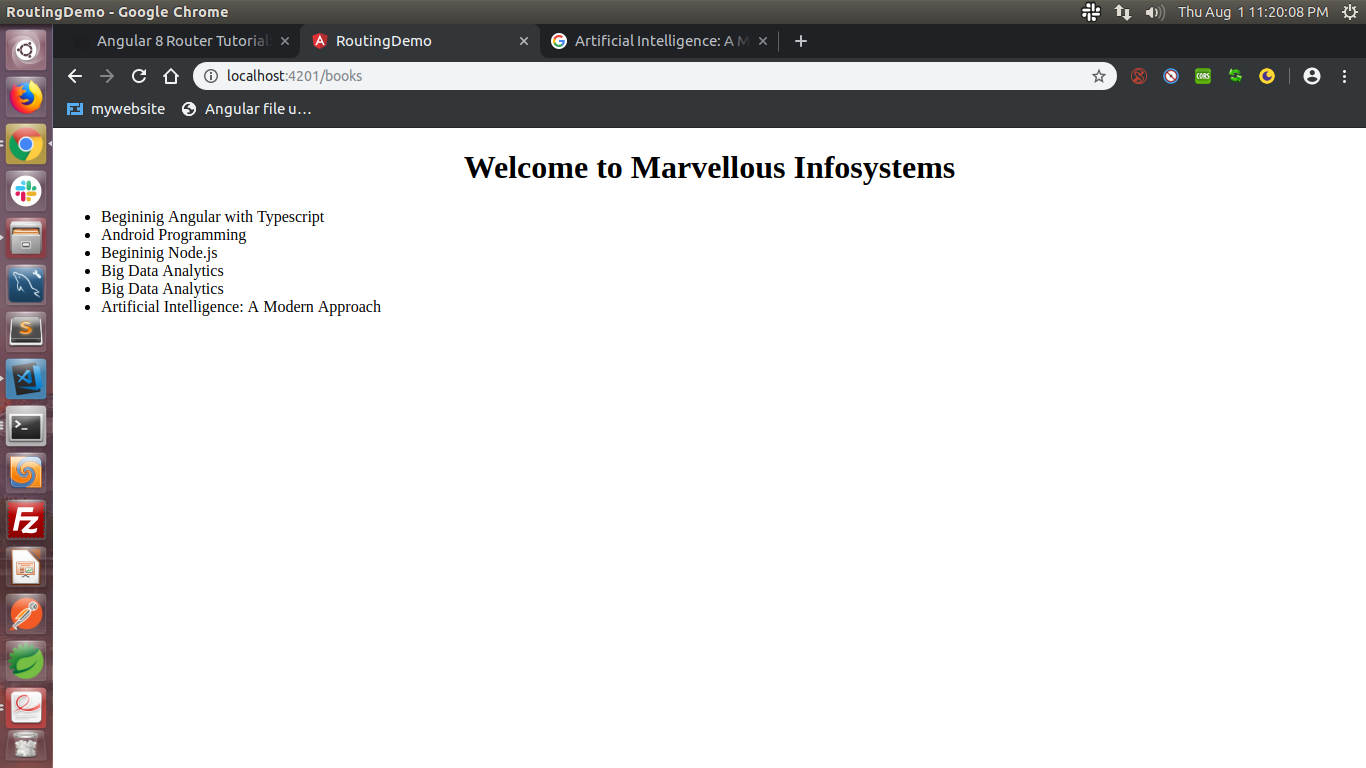 RoutingDemo - Google Chrome
Thu Aug 1 11:20:08 PM
Angular 8 Router Tutorial
RoutingDemo
Artificial Intelligence: A M
localhost:4201/books
CORS
mywebsite
Angular file u…
Welcome to Marvellous Infosystems
Begininig Angular with Typescript
Android Programming
Begininig Node.js
Big Data Analytics
Big Data Analytics
Artificial Intelligence: A Modern Approach
S
>_
Fz